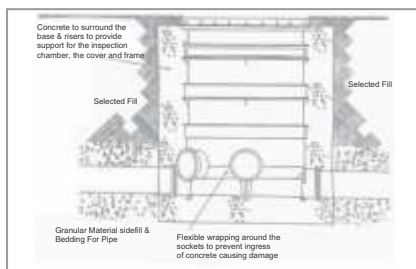 Concrete to surround the
base & risers to provide
support for the inspection
chamber, the cover and frame
Selected Fill
Selected Fill
Granular Material sidefill &
Bedding For Pipe
Flexible wrapping around the
sockets to prevent ingress
of concrete causing damage